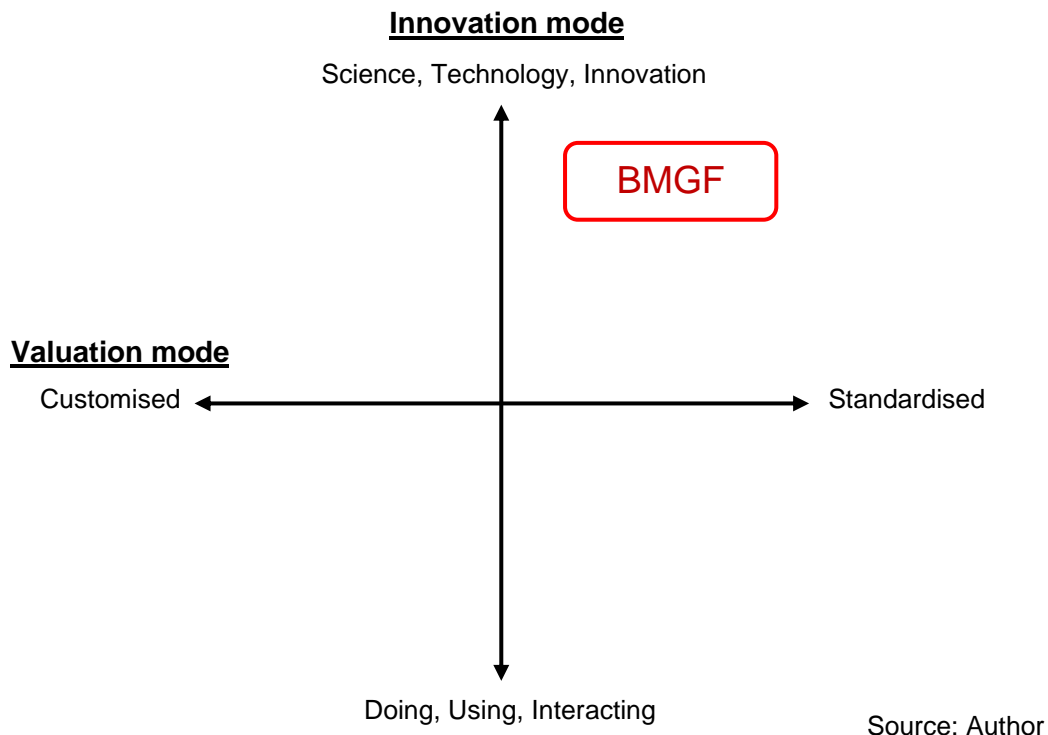 Innovation mode
Science, Technology, Innovation
BMGF
Valuation mode
Customised
Standardised
Doing, Using, Interacting
Source: Author